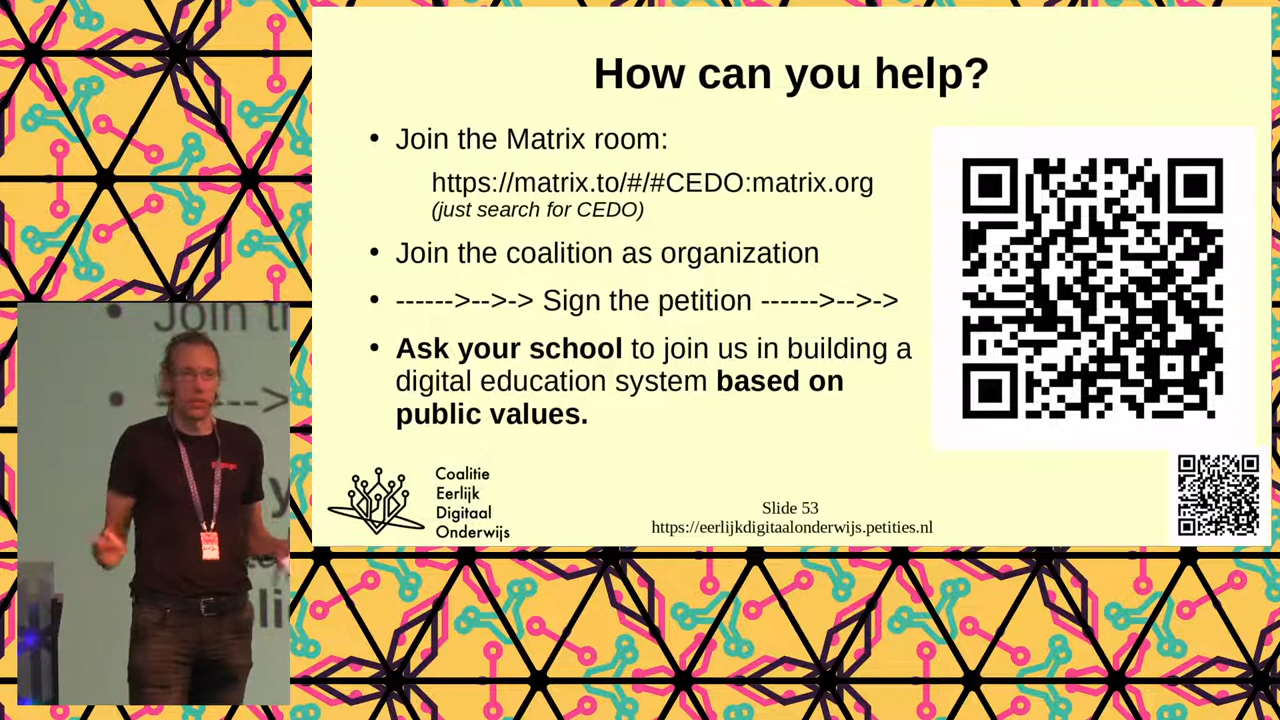 How can you help?
• Join the Matrix room:
https://matrix.to/#/#CEDO:matrix.org
(just search for CEDO)
• Join the coalition as organization
• ------>-->-> Sign the petition ------>-->->
• Ask your school to join us in building a
digital education system based on
public values.
Coalitie
Eerlijk
Digitaal
Onderwijs
Slide 53
https://eerlijkdigitaalonderwijs.petities.nl
Join t
--->